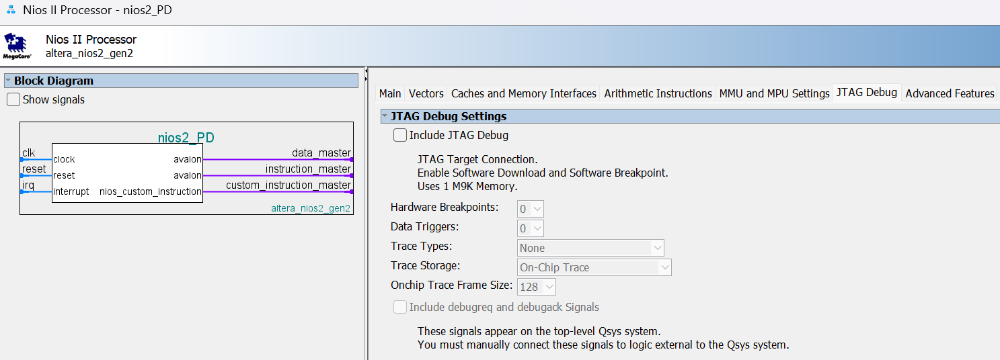 Nios II Processor - nios2_PD
MegaCore®
Nios II Processor
altera_nios2_gen2
Block Diagram
Show signals
nios2_PD
clk
clock
avalon
data_master
reset
reset
avalon
instruction_master
irq
interrupt
nios_custom_instruction
custom_instruction_master
altera_nios2_gen2
Main Vectors Caches and Memory Interfaces Arithmetic Instructions MMU and MPU Settings JTAG Debug Advanced Features
JTAG Debug Settings
Include JTAG Debug
JTAG Target Connection.
Enable Software Download and Software Breakpoint.
Uses 1 M9K Memory.
Hardware Breakpoints: 0
Data Triggers: 0
Trace Types: None
Trace Storage: On-Chip Trace
Onchip Trace Frame Size: 128
Include debugreq and debugack Signals
These signals appear on the top-level Qsys system.
You must manually connect these signals to logic external to the Qsys system.